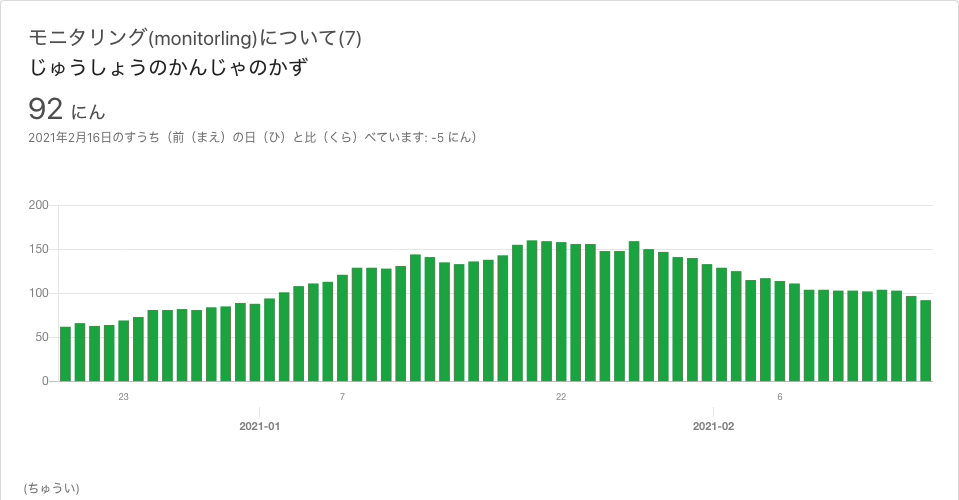 モニタリング(monitorling)について(7)
じゅうしょうのかんじゃのかず
92 にん
2021年2月16日のすうち（前（まえ）の日（ひ）と比（くら）べています: -5 にん）
200
150
100
50
0
23 7 22 6
2021-01 2021-02
(ちゅうい)